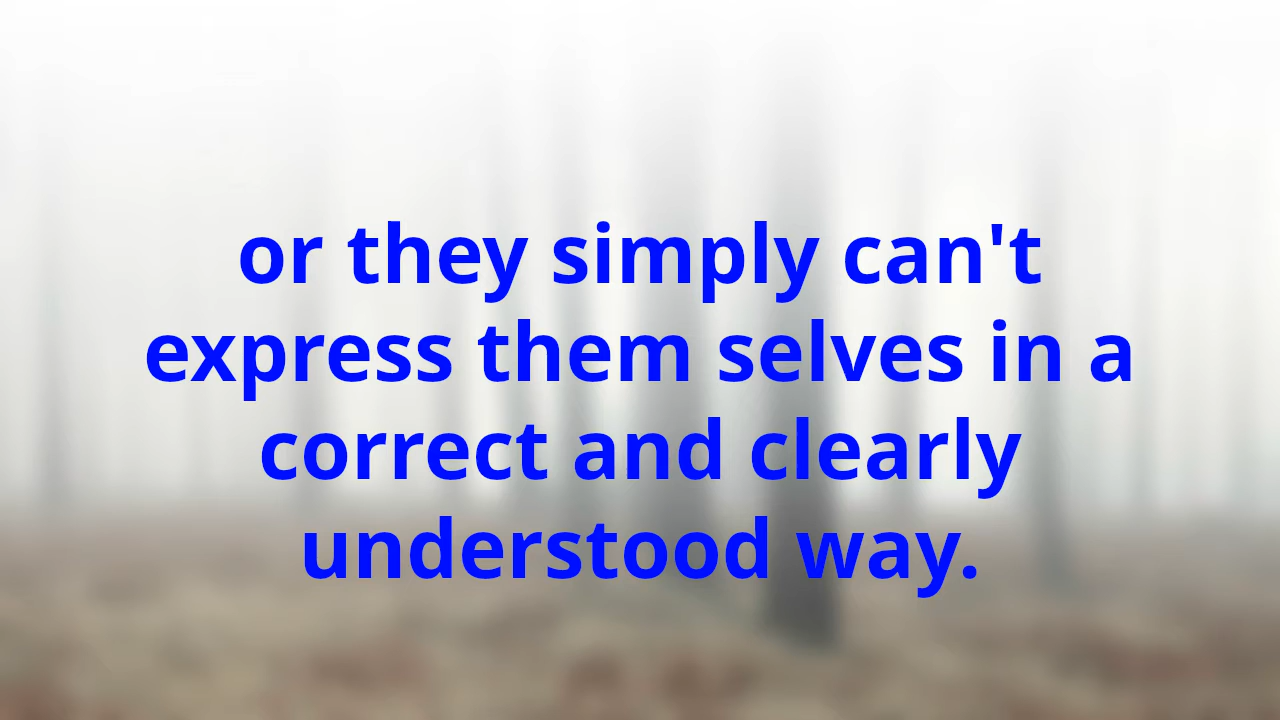 or they simply can't
express them selves in a
correct and clearly
understood way.